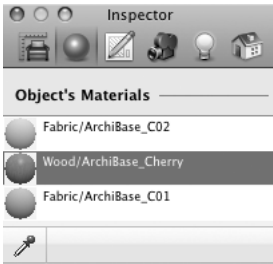 Inspector
Object's Materials
Fabric/ArchiBase_C02
Wood/ArchiBase_Cherry
Fabric/ArchiBase_C01